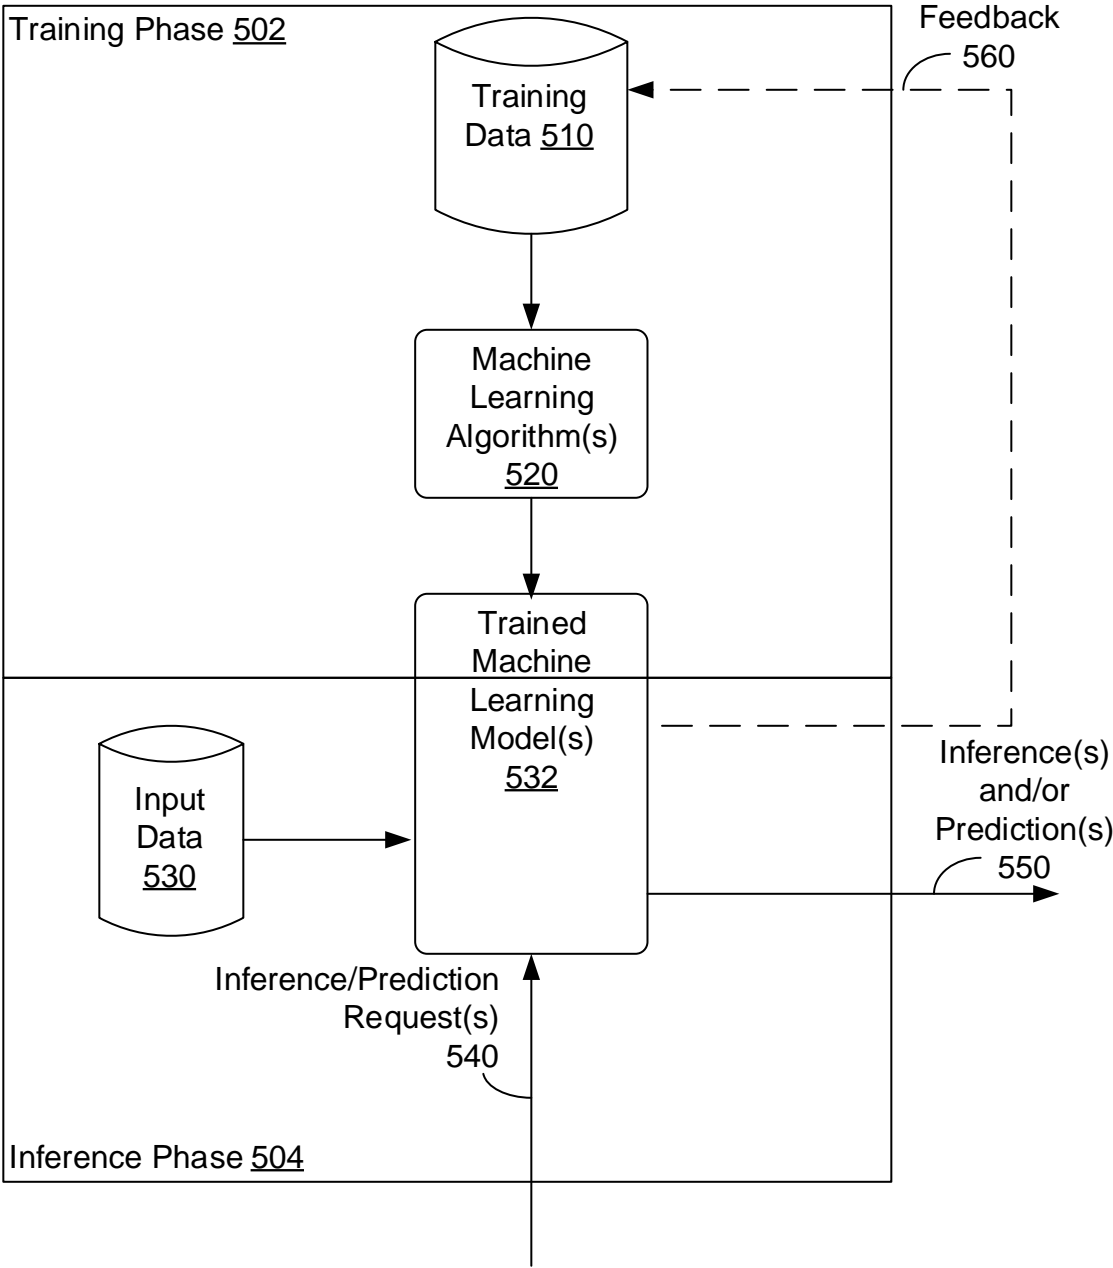 Training Phase 502
Feedback
560
Training
Data 510
Machine
Learning
Algorithm(s)
520
Trained
Machine
Learning
Model(s)
532
Input
Data
530
Inference(s)
and/or
Prediction(s)
550
Inference/Prediction
Request(s)
540
Inference Phase 504